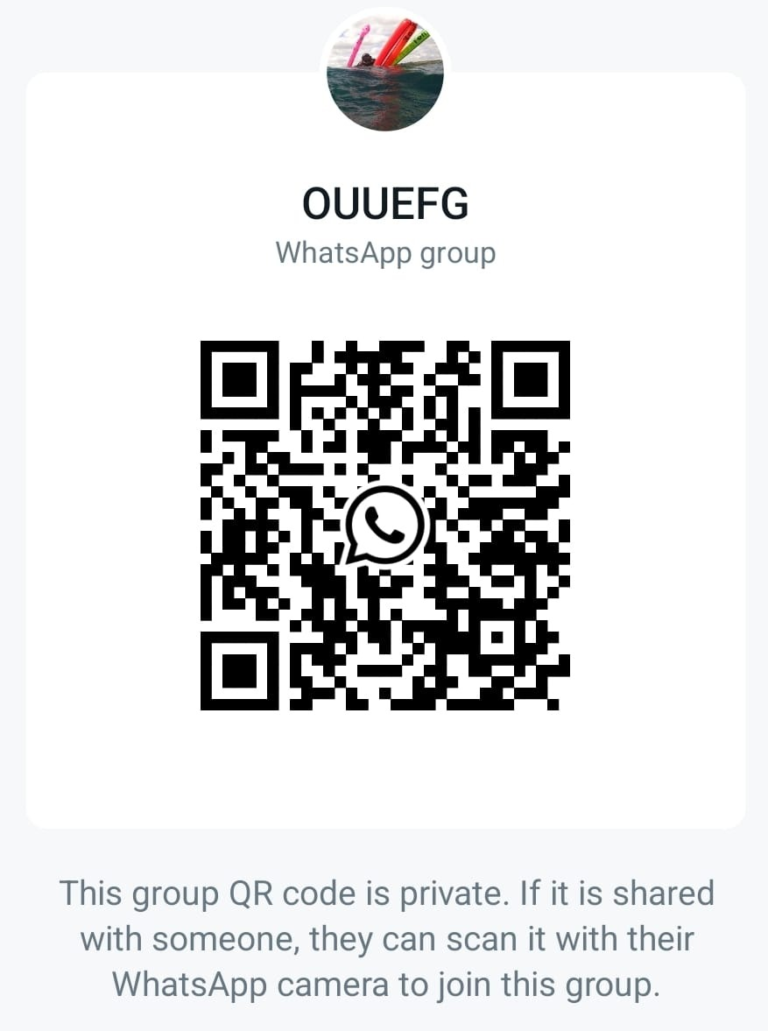 OUUEFG
WhatsApp group
This group QR code is private. If it is shared
with someone, they can scan it with their
WhatsApp camera to join this group.